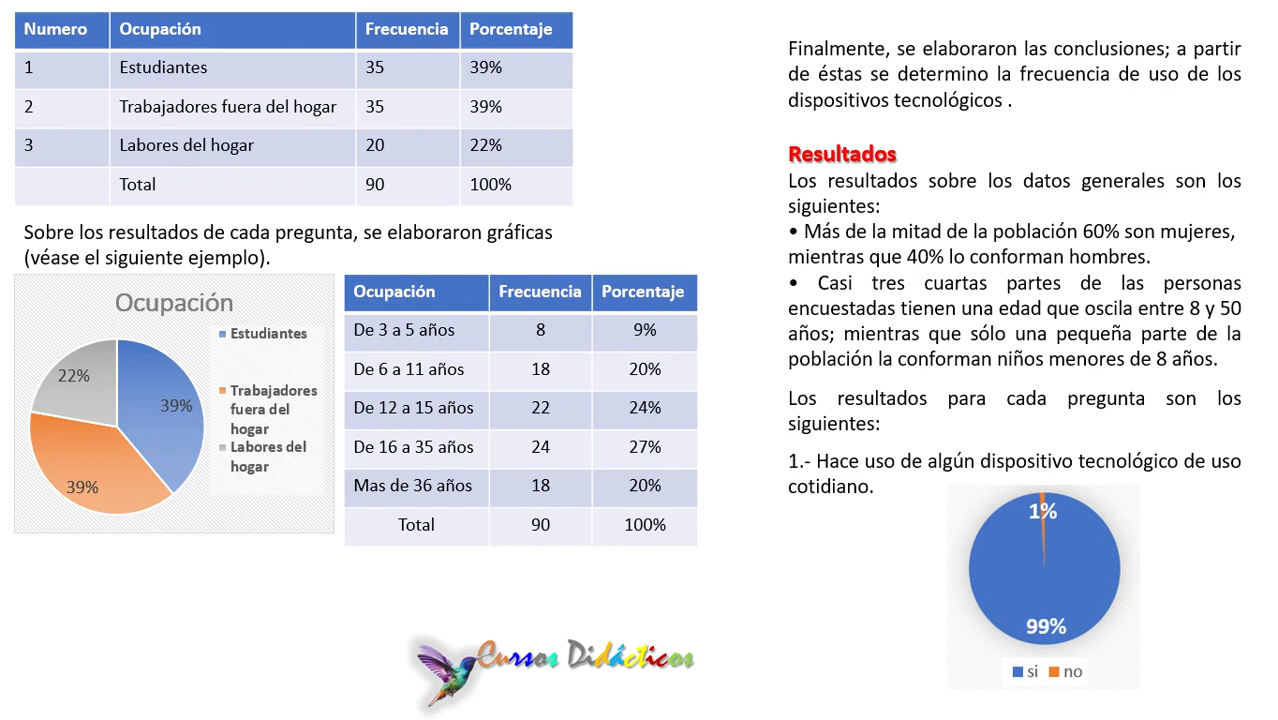 Numero Ocupación Frecuencia Porcentaje
1 Estudiantes 35 39%
2 Trabajadores fuera del hogar 35 39%
3 Labores del hogar 20 22%
Total 90 100%
Sobre los resultados de cada pregunta, se elaboraron gráficas
(véase el siguiente ejemplo).
Ocupación
Estudiantes
Trabajadores
fuera del
hogar
Labores del
hogar
22%
39%
39%
Ocupación Frecuencia Porcentaje
De 3 a 5 años 8 9%
De 6 a 11 años 18 20%
De 12 a 15 años 22 24%
De 16 a 35 años 24 27%
Mas de 36 años 18 20%
Total 90 100%
Cursos Didácticos
Finalmente, se elaboraron las conclusiones; a partir
de éstas se determino la frecuencia de uso de los
dispositivos tecnológicos .
Resultados
Los resultados sobre los datos generales son los
siguientes:
• Más de la mitad de la población 60% son mujeres,
mientras que 40% lo conforman hombres.
• Casi tres cuartas partes de las personas
encuestadas tienen una edad que oscila entre 8 y 50
años; mientras que sólo una pequeña parte de la
población la conforman niños menores de 8 años.
Los resultados para cada pregunta son los
siguientes:
1.- Hace uso de algún dispositivo tecnológico de uso
cotidiano.
1%
99%
si no